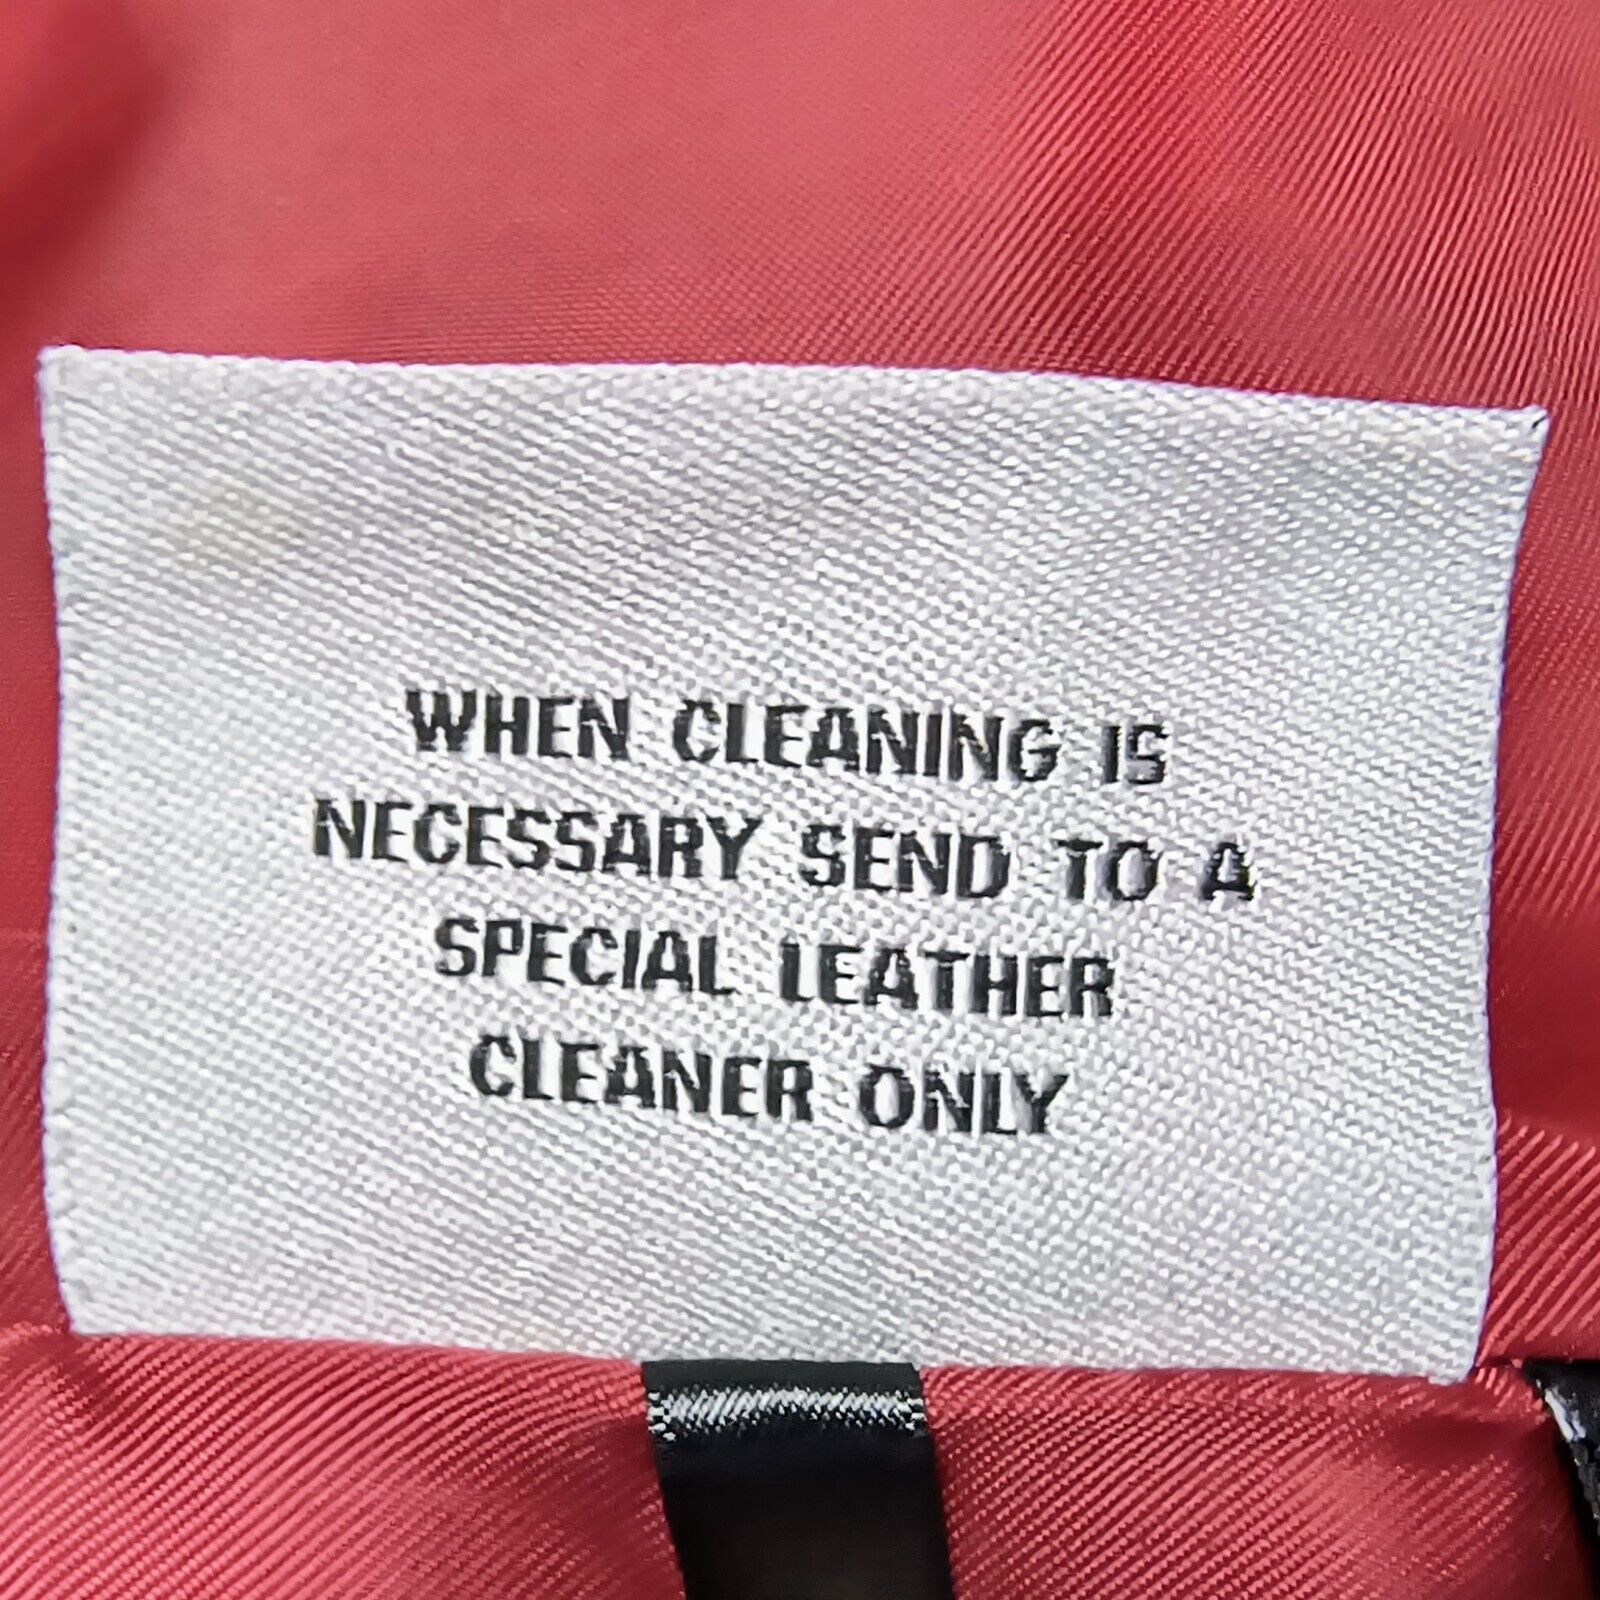 WHEN CLEANING IS
NECESSARY SEND TO A
SPECIAL LEATHER
CLEANER ONLY